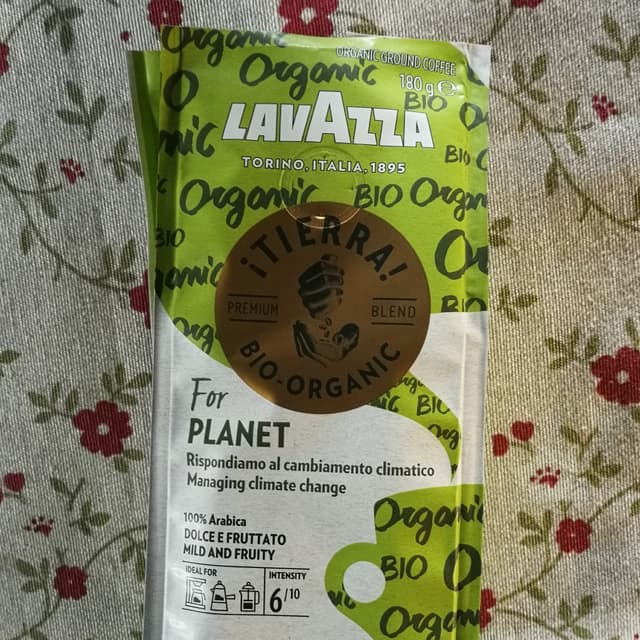 Organic
ORGANIC GROUND COFFEE
Organic
180 g ℮
BIO
LAVAZZA
BIO
TORINO, ITALIA, 1895
Organic BIO Organic
BIO
¡TIERRA!
PREMIUM BLEND
BIO-ORGANIC
BIO
For
PLANET
Rispondiamo al cambiamento climatico
Managing climate change
100% Arabica
DOLCE E FRUTTATO
MILD AND FRUITY
Organic
IDEAL FOR
INTENSITY
6/10
BIO
Organic